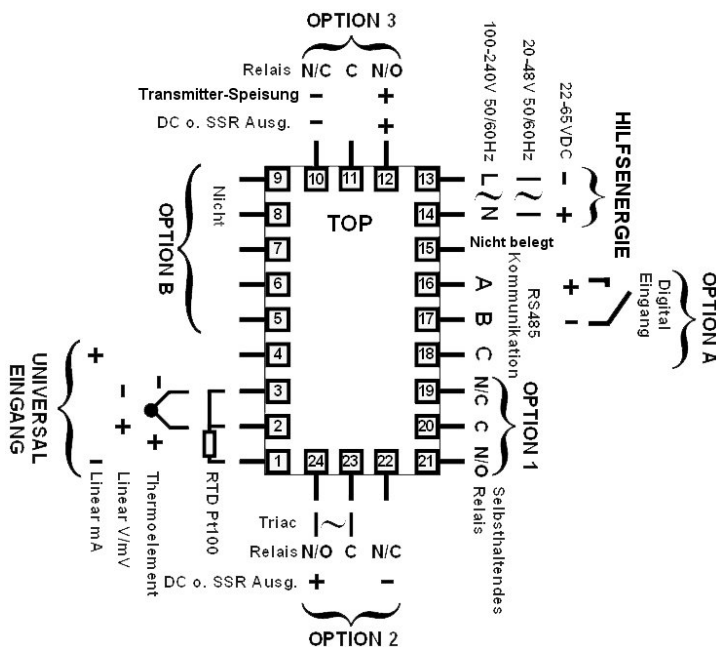 OPTION 3
Relais N/C C N/O
Transmitter-Speisung – +
DC o. SSR Ausg. – +
9 10 11 12 13
8 TOP 14
7 15
6 16
5 17
4 18
3 19
2 20
1 24 23 22 21
Nicht
OPTION B
100-240V 50/60Hz L ~ N
20-48V 50/60Hz ~
22-65VDC – +
HILFSENERGIE
Nicht belegt
A
B
C
RS485
Kommunikation
+ –
Digital
Eingang
OPTION A
N/C C N/O
OPTION 1
Selbsthaltendes
Relais
UNIVERSAL
EINGANG
+ – Linear mA
– + Linear V/mV
– + Thermoelement
RTD Pt100
Triac ~
Relais N/O C N/C
DC o. SSR Ausg. + –
OPTION 2